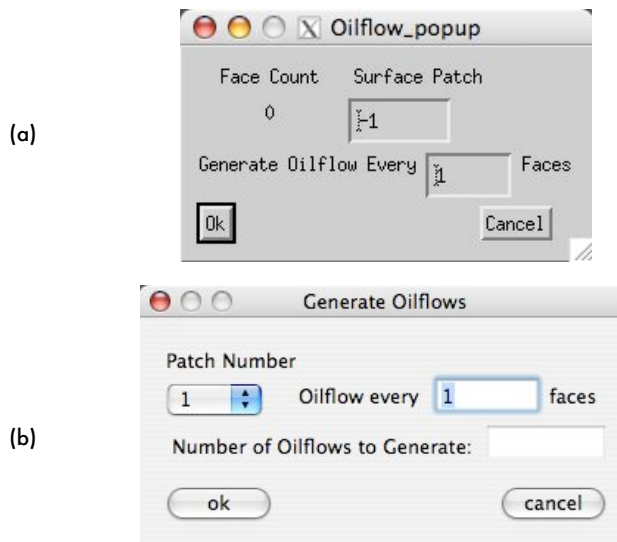 (a)
Oilflow_popup
Face Count Surface Patch
0 -1
Generate Oilflow Every 1 Faces
Ok Cancel
(b)
Generate Oilflows
Patch Number
1 Oilflow every 1 faces
Number of Oilflows to Generate:
ok cancel